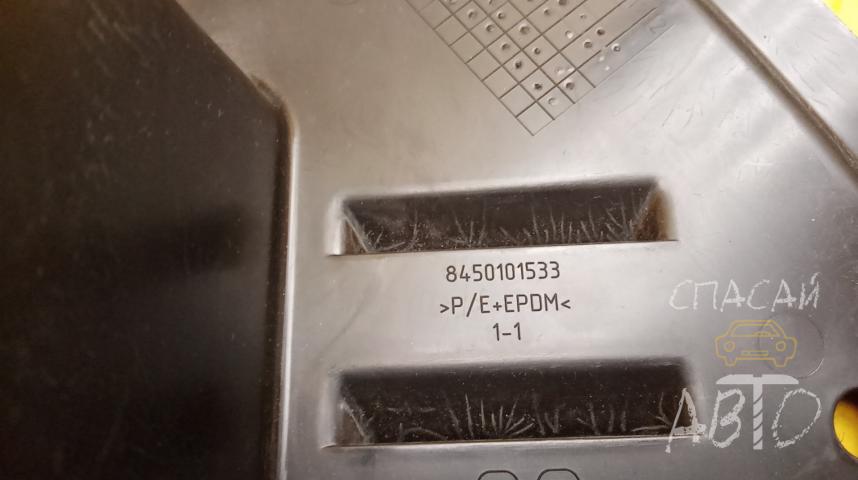 8450101533
>P/E+EPDM<
1-1
СПАСАЙ
АВТО